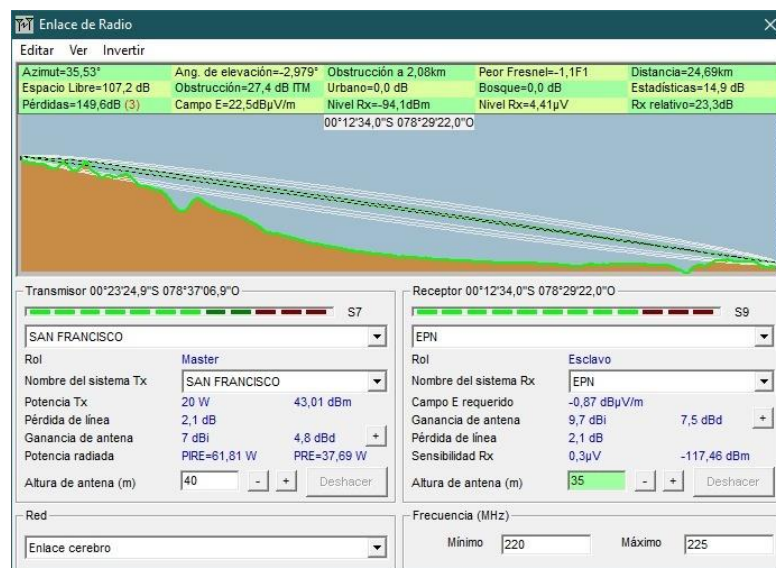 Enlace de Radio
Editar Ver Invertir
Azimut=35,53° Ang. de elevación=-2,979° Obstrucción a 2,08km Peor Fresnel=-1,1F1 Distancia=24,69km
Espacio Libre=107,2 dB Obstrucción=27,4 dB ITM Urbano=0,0 dB Bosque=0,0 dB Estadísticas=14,9 dB
Pérdidas=149,6dB (3) Campo E=22,5dBµV/m Nivel Rx=-94,1dBm Nivel Rx=4,41µV Rx relativo=23,3dB
00°12'34,0"S 078°29'22,0"O
Transmisor 00°23'24,9"S 078°37'06,9"O
S7
SAN FRANCISCO
Rol Master
Nombre del sistema Tx SAN FRANCISCO
Potencia Tx 20 W 43,01 dBm
Pérdida de línea 2,1 dB
Ganancia de antena 7 dBi 4,8 dBd +
Potencia radiada PIRE=61,81 W PRE=37,69 W
Altura de antena (m) 40 - + Deshacer
Red
Enlace cerebro
Receptor 00°12'34,0"S 078°29'22,0"O
S9
EPN
Rol Esclavo
Nombre del sistema Rx EPN
Campo E requerido -0,87 dBµV/m
Ganancia de antena 9,7 dBi 7,5 dBd +
Pérdida de línea 2,1 dB
Sensibilidad Rx 0,3µV -117,46 dBm
Altura de antena (m) 35 - + Deshacer
Frecuencia (MHz)
Mínimo 220 Máximo 225